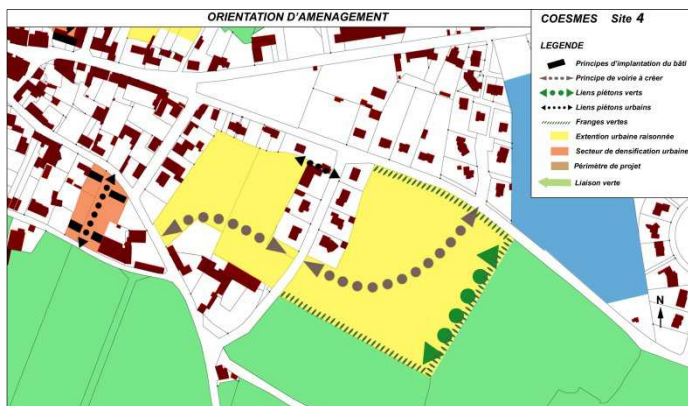 ORIENTATION D'AMENAGEMENT
COESMES Site 4
LEGENDE
Principes d'implantation du bâti
Principe de voirie à créer
Liens piétons verts
Liens piétons urbains
Franges vertes
Extention urbaine raisonnée
Secteur de densification urbaine
Périmètre de projet
Liaison verte
N